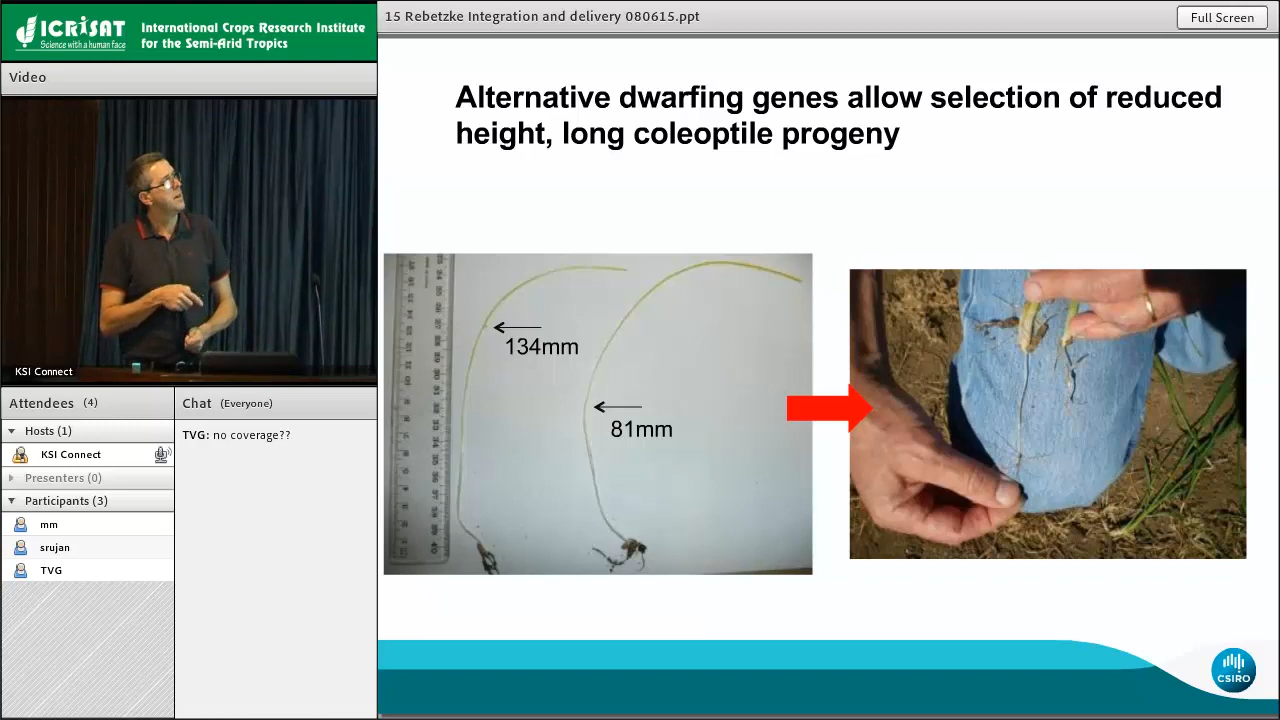 ICRISAT
Science with a human face
International Crops Research Institute
for the Semi-Arid Tropics
15 Rebetzke Integration and delivery 080615.ppt
Full Screen
Video
KSI Connect
Attendees (4)
Hosts (1)
KSI Connect
Presenters (0)
Participants (3)
mm
srujan
TVG
Chat (Everyone)
TVG: no coverage??
Alternative dwarfing genes allow selection of reduced
height, long coleoptile progeny
134mm
81mm
CSIRO